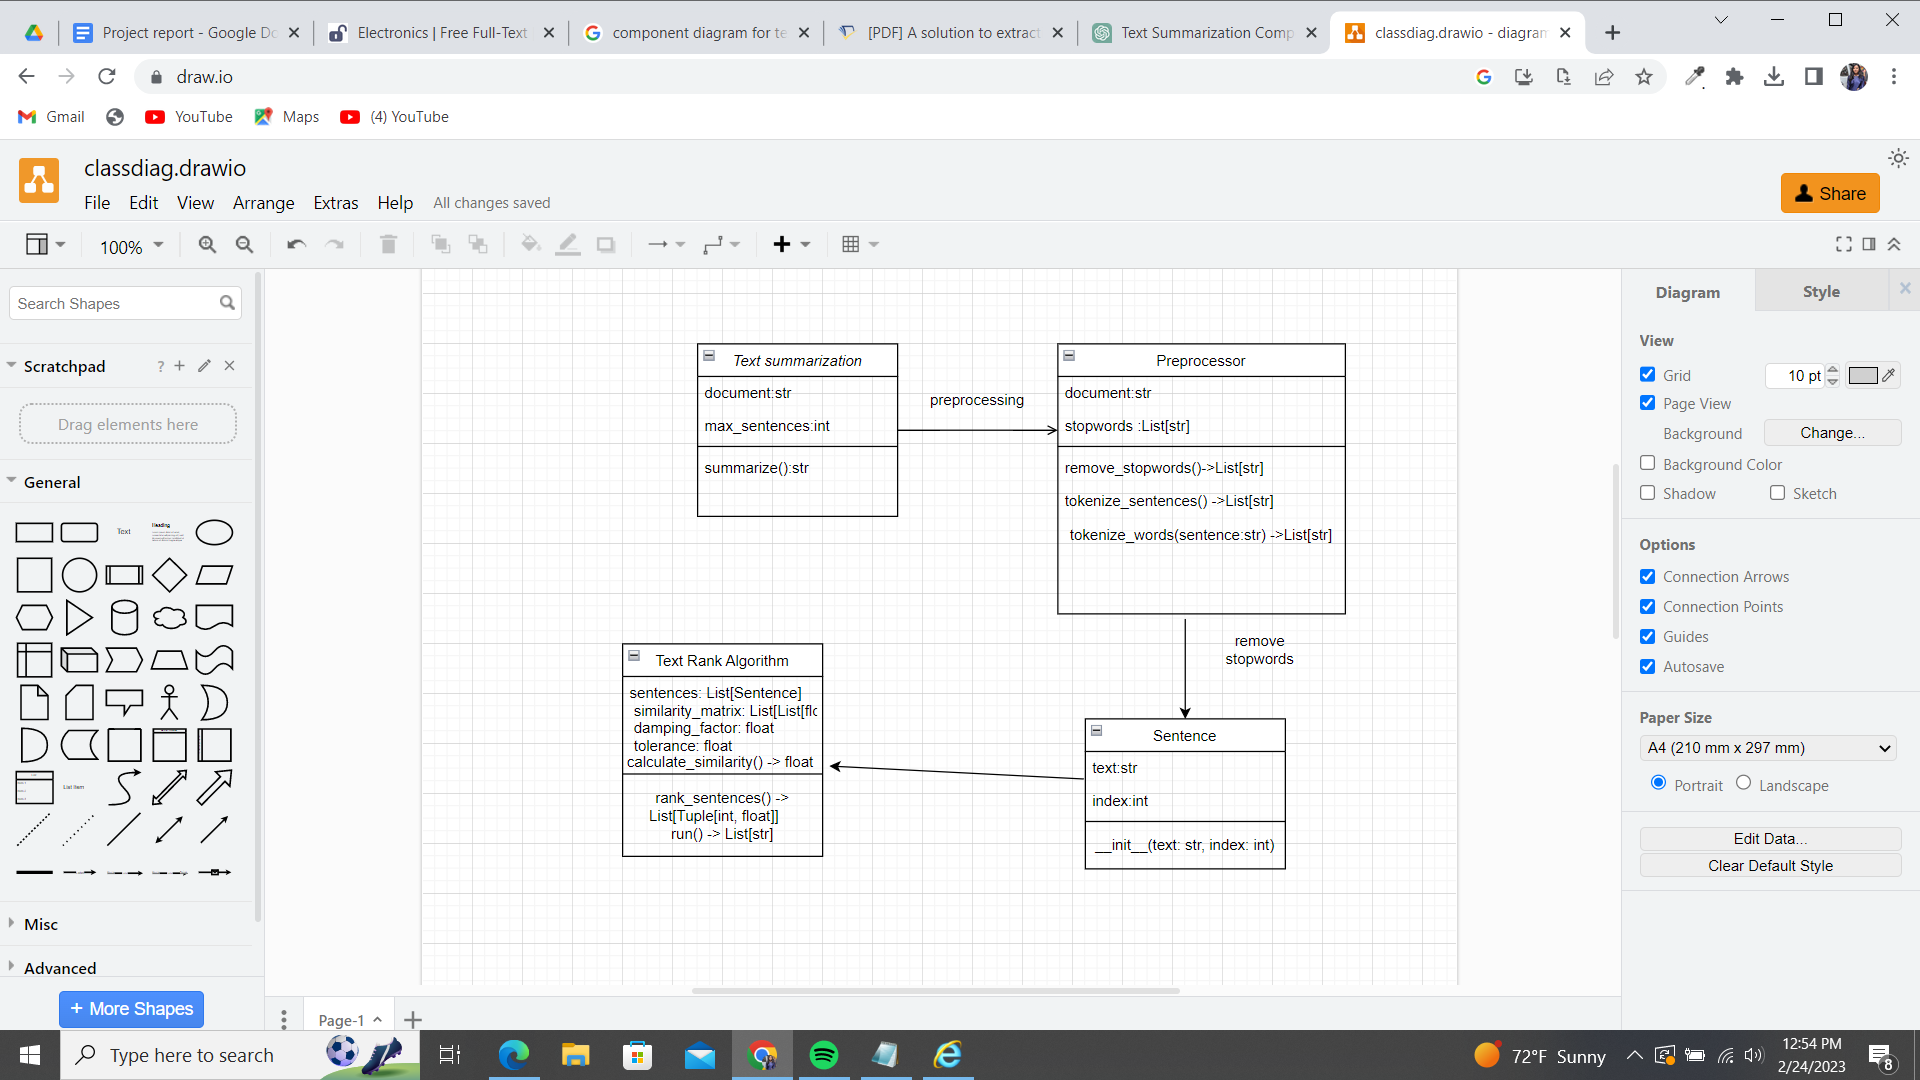 Project report - Google Do
Electronics | Free Full-Text
component diagram for te
[PDF] A solution to extract
Text Summarization Comp
classdiag.drawio - diagram
draw.io
Gmail
YouTube
Maps
(4) YouTube
classdiag.drawio
File Edit View Arrange Extras Help All changes saved
Share
100%
Search Shapes
Scratchpad
?
Drag elements here
General
Text
Heading
List Item
Misc
Advanced
+ More Shapes
Text summarization
document:str
max_sentences:int
summarize():str
preprocessing
Preprocessor
document:str
stopwords :List[str]
remove_stopwords()->List[str]
tokenize_sentences() ->List[str]
tokenize_words(sentence:str) ->List[str]
remove
stopwords
Text Rank Algorithm
sentences: List[Sentence]
similarity_matrix: List[List[flo
damping_factor: float
tolerance: float
calculate_similarity() -> float
rank_sentences() ->
List[Tuple[int, float]]
run() -> List[str]
Sentence
text:str
index:int
__init__(text: str, index: int)
Diagram
Style
View
Grid
10 pt
Page View
Background
Change...
Background Color
Shadow
Sketch
Options
Connection Arrows
Connection Points
Guides
Autosave
Paper Size
A4 (210 mm x 297 mm)
Portrait
Landscape
Edit Data...
Clear Default Style
Page-1
Type here to search
72°F Sunny
12:54 PM
2/24/2023
8